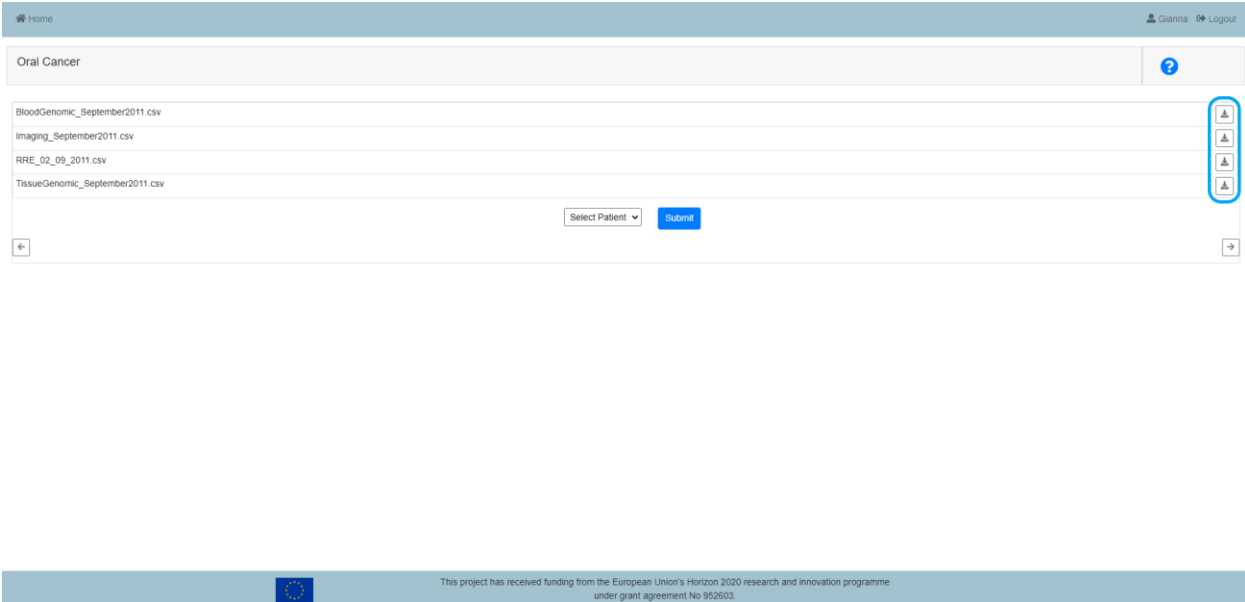 Home
Gianna Logout
Oral Cancer
BloodGenomic_September2011.csv
Imaging_September2011.csv
RRE_02_09_2011.csv
TissueGenomic_September2011.csv
Select Patient Submit
This project has received funding from the European Union's Horizon 2020 research and innovation programme
under grant agreement No 952603.